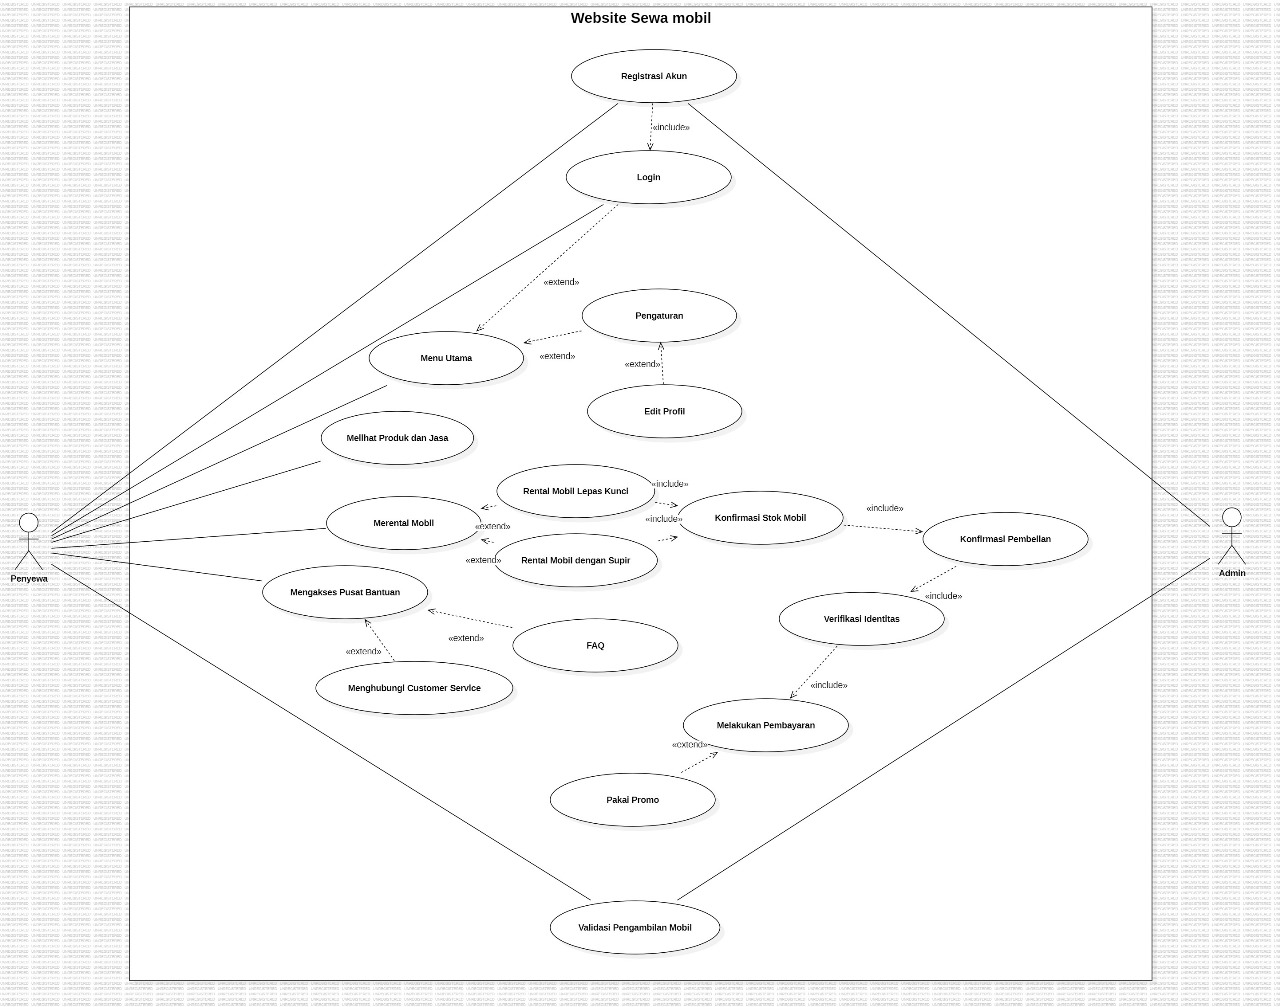 Website Sewa mobil
Registrasi Akun
«include»
Login
«extend»
Pengaturan
Menu Utama
«extend»
«extend»
Edit Profil
Melihat Produk dan Jasa
Rental Mobil Lepas Kunci
«include»
Merental Mobil
«extend»
«include»
Konfirmasi Stok Mobil
«include»
Konfirmasi Pembelian
«extend»
Rental Mobil dengan Supir
Penyewa
Admin
Mengakses Pusat Bantuan
«include»
Verifikasi Identitas
«extend»
FAQ
«extend»
Menghubungi Customer Service
«include»
Melakukan Pembayaran
«extend»
Pakai Promo
Validasi Pengambilan Mobil